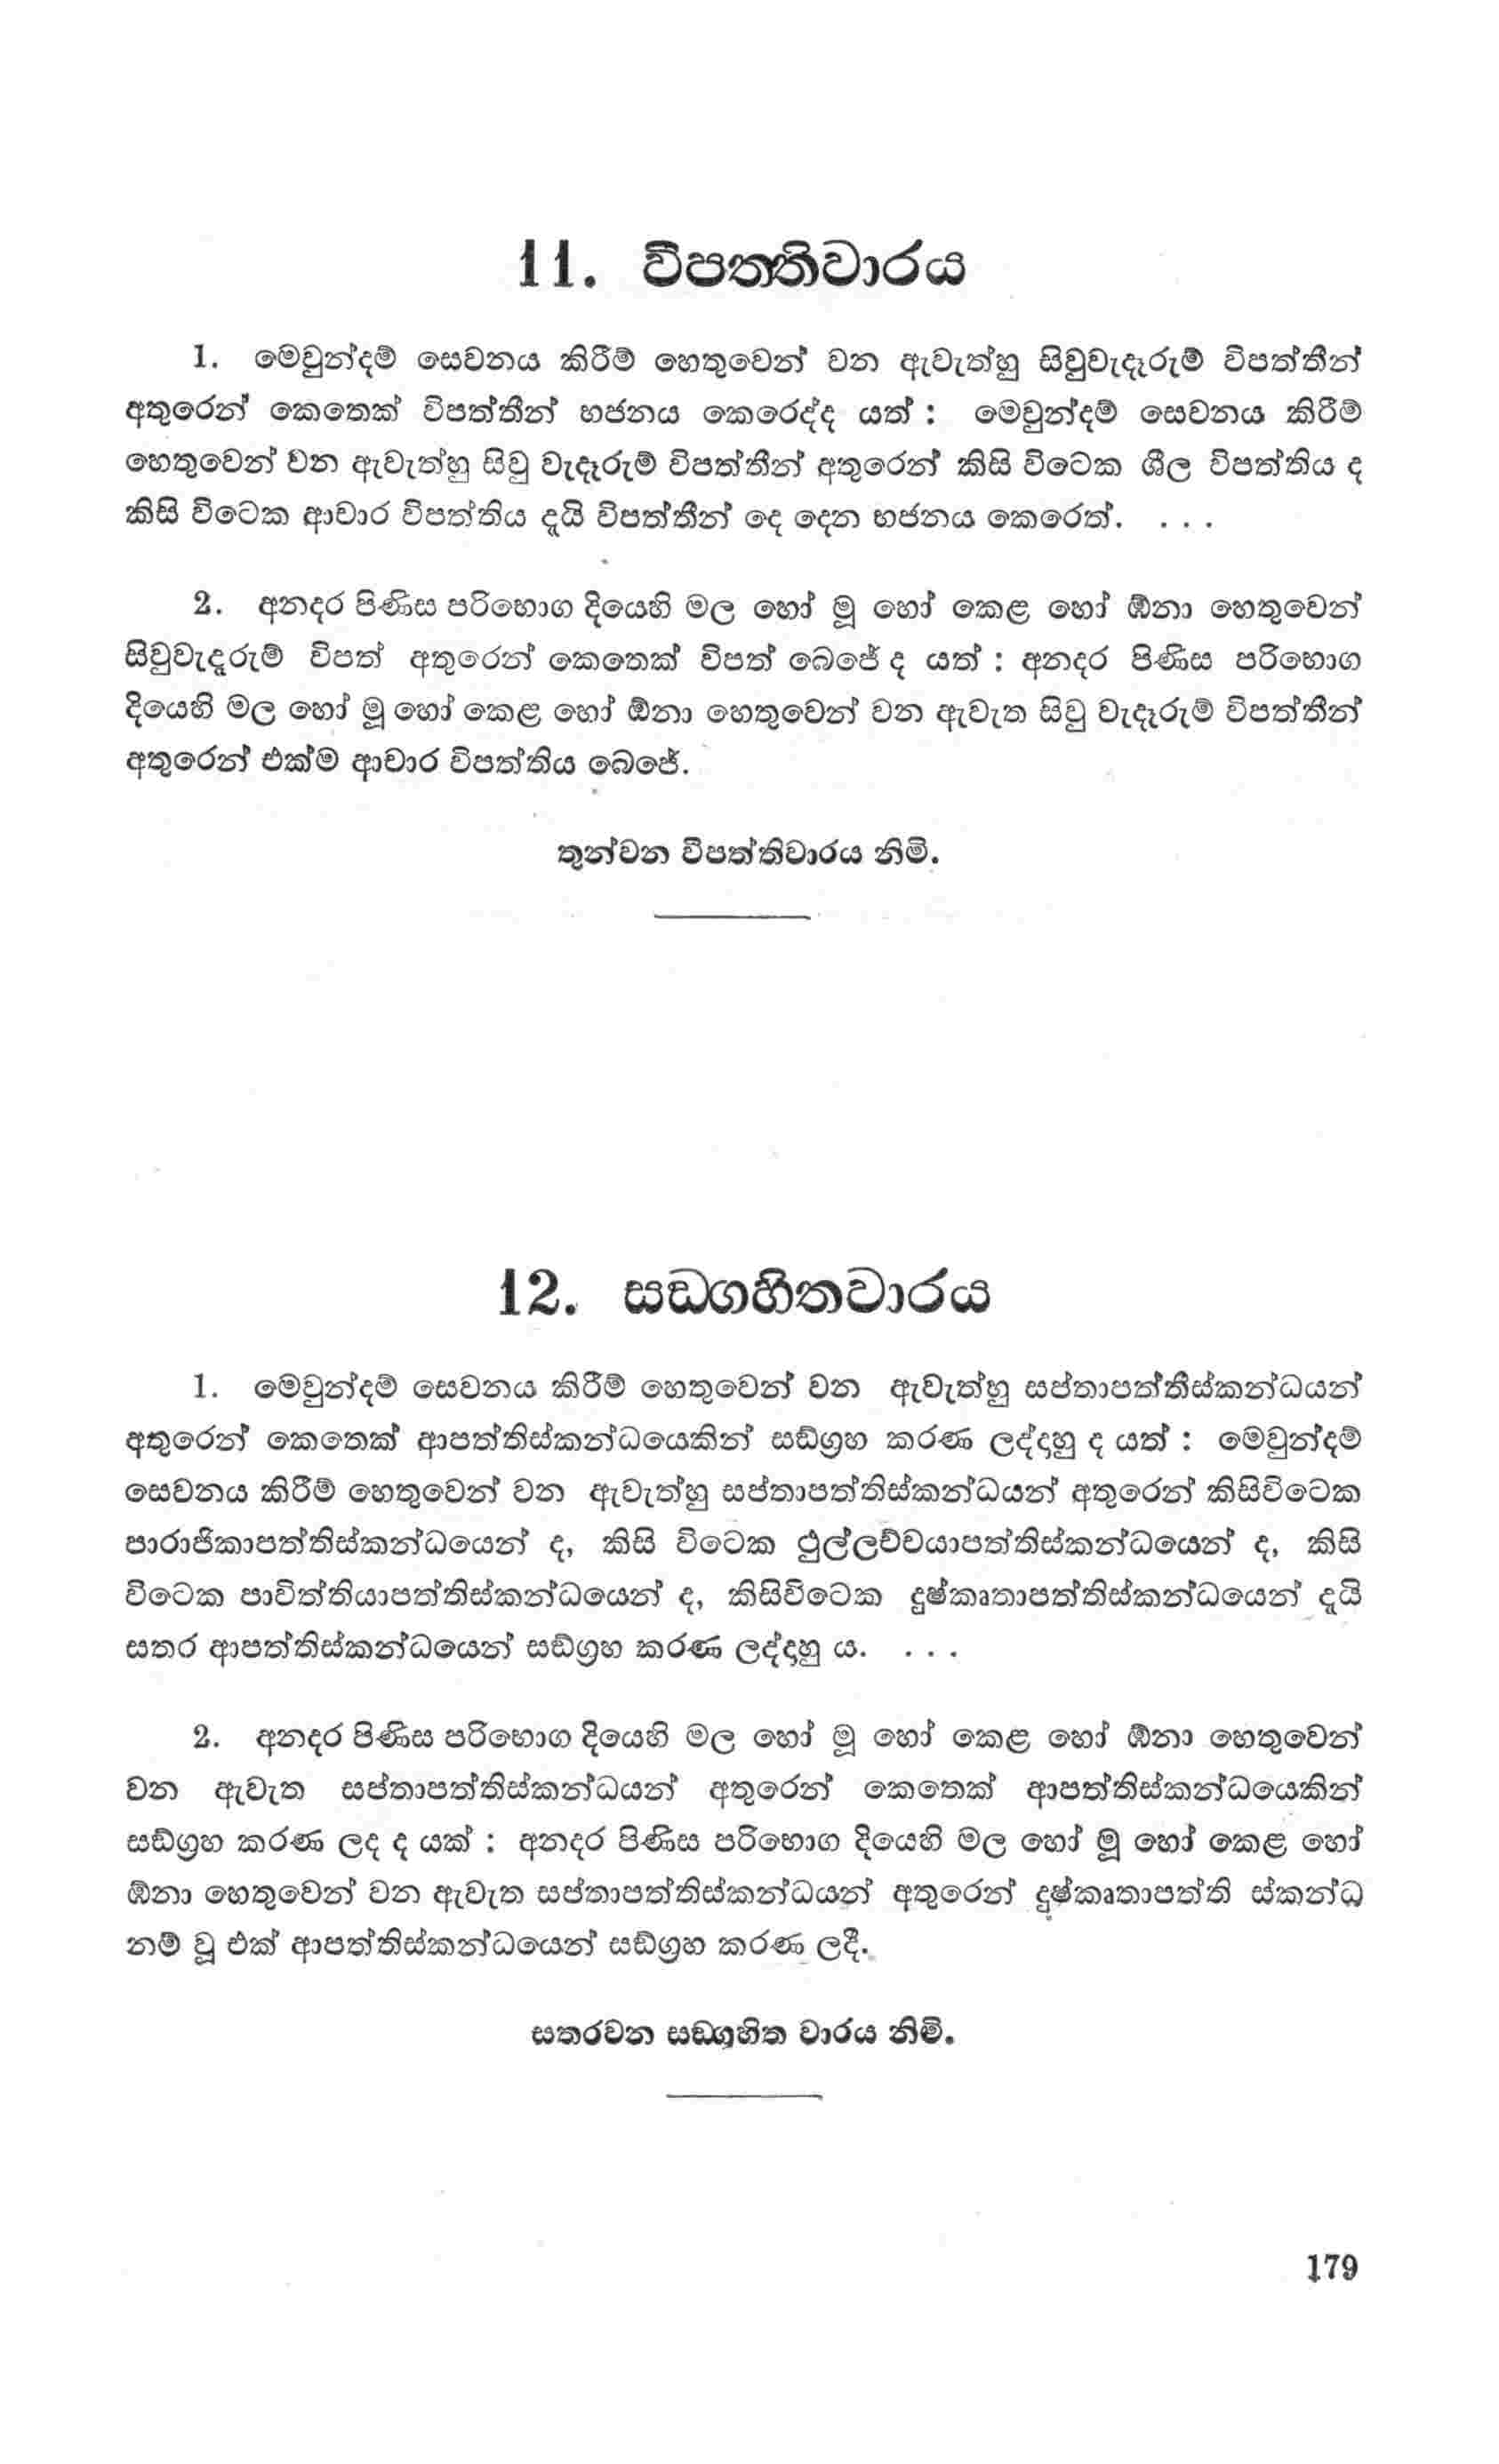 11. විපත්‍තිවාරය
1. මෙවුන්දම් සෙවනය කිරීම් හෙතුවෙන් වන ඇවැත්හු සිවුවැදෑරුම් විපත්තීන්
අතුරෙන් කෙතෙක් විපත්තීන් භජනය කෙරෙද්ද යත් : මෙවුන්දම් සෙවනය කිරීම්
හෙතුවෙන් වන ඇවැත්හු සිවු වැදෑරුම් විපත්තීන් අතුරෙන් කිසි විටෙක ශීල විපත්තිය ද
කිසි විටෙක ආචාර විපත්තිය දැයි විපත්තීන් දෙ දෙන භජනය කෙරෙත්. . . .
2. අනදර පිණිස පරිභොග දියෙහි මල හෝ මූ හෝ කෙළ හෝ ඕනා හෙතුවෙන්
සිවුවැදෑරුම් විපත් අතුරෙන් කෙතෙක් විපත් බෙජේ ද යත් : අනදර පිණිස පරිභොග
දියෙහි මල හෝ මූ හෝ කෙළ හෝ ඕනා හෙතුවෙන් වන ඇවැත සිවු වැදෑරුම් විපත්තීන්
අතුරෙන් එක්ම ආචාර විපත්තිය බෙජේ.
තුන්වන විපත්තිවාරය නිමි.
12. සඞ්‍ගහිතවාරය
1. මෙවුන්දම් සෙවනය කිරීම් හෙතුවෙන් වන ඇවැත්හු සප්තාපත්තිස්කන්ධයන්
අතුරෙන් කෙතෙක් ආපත්තිස්කන්ධයෙකින් සඞ්ග්‍රහ කරණ ලද්දාහු ද යත් : මෙවුන්දම්
සෙවනය කිරීම් හෙතුවෙන් වන ඇවැත්හු සප්තාපත්තිස්කන්ධයන් අතුරෙන් කිසිවිටෙක
පාරාජිකාපත්තිස්කන්ධයෙන් ද, කිසි විටෙක ථුල්ලච්චයාපත්තිස්කන්ධයෙන් ද, කිසි
විටෙක පාචිත්තියාපත්තිස්කන්ධයෙන් ද, කිසිවිටෙක දුෂ්කෘතාපත්තිස්කන්ධයෙන් දැයි
සතර ආපත්තිස්කන්ධයෙන් සඞ්ග්‍රහ කරණ ලද්දාහු ය. . . .
2. අනදර පිණිස පරිභොග දියෙහි මල හෝ මූ හෝ කෙළ හෝ ඕනා හෙතුවෙන්
වන ඇවැත සප්තාපත්තිස්කන්ධයන් අතුරෙන් කෙතෙක් ආපත්තිස්කන්ධයෙකින්
සඞ්ග්‍රහ කරණ ලද ද යත් : අනදර පිණිස පරිභොග දියෙහි මල හෝ මූ හෝ කෙළ හෝ
ඕනා හෙතුවෙන් වන ඇවැත සප්තාපත්තිස්කන්ධයන් අතුරෙන් දුෂ්කෘතාපත්ති ස්කන්ධ
නම් වූ එක් ආපත්තිස්කන්ධයෙන් සඞ්ග්‍රහ කරණ ලදී.
සතරවන සඞ්‍ගෘහිත වාරය නිමි.
179